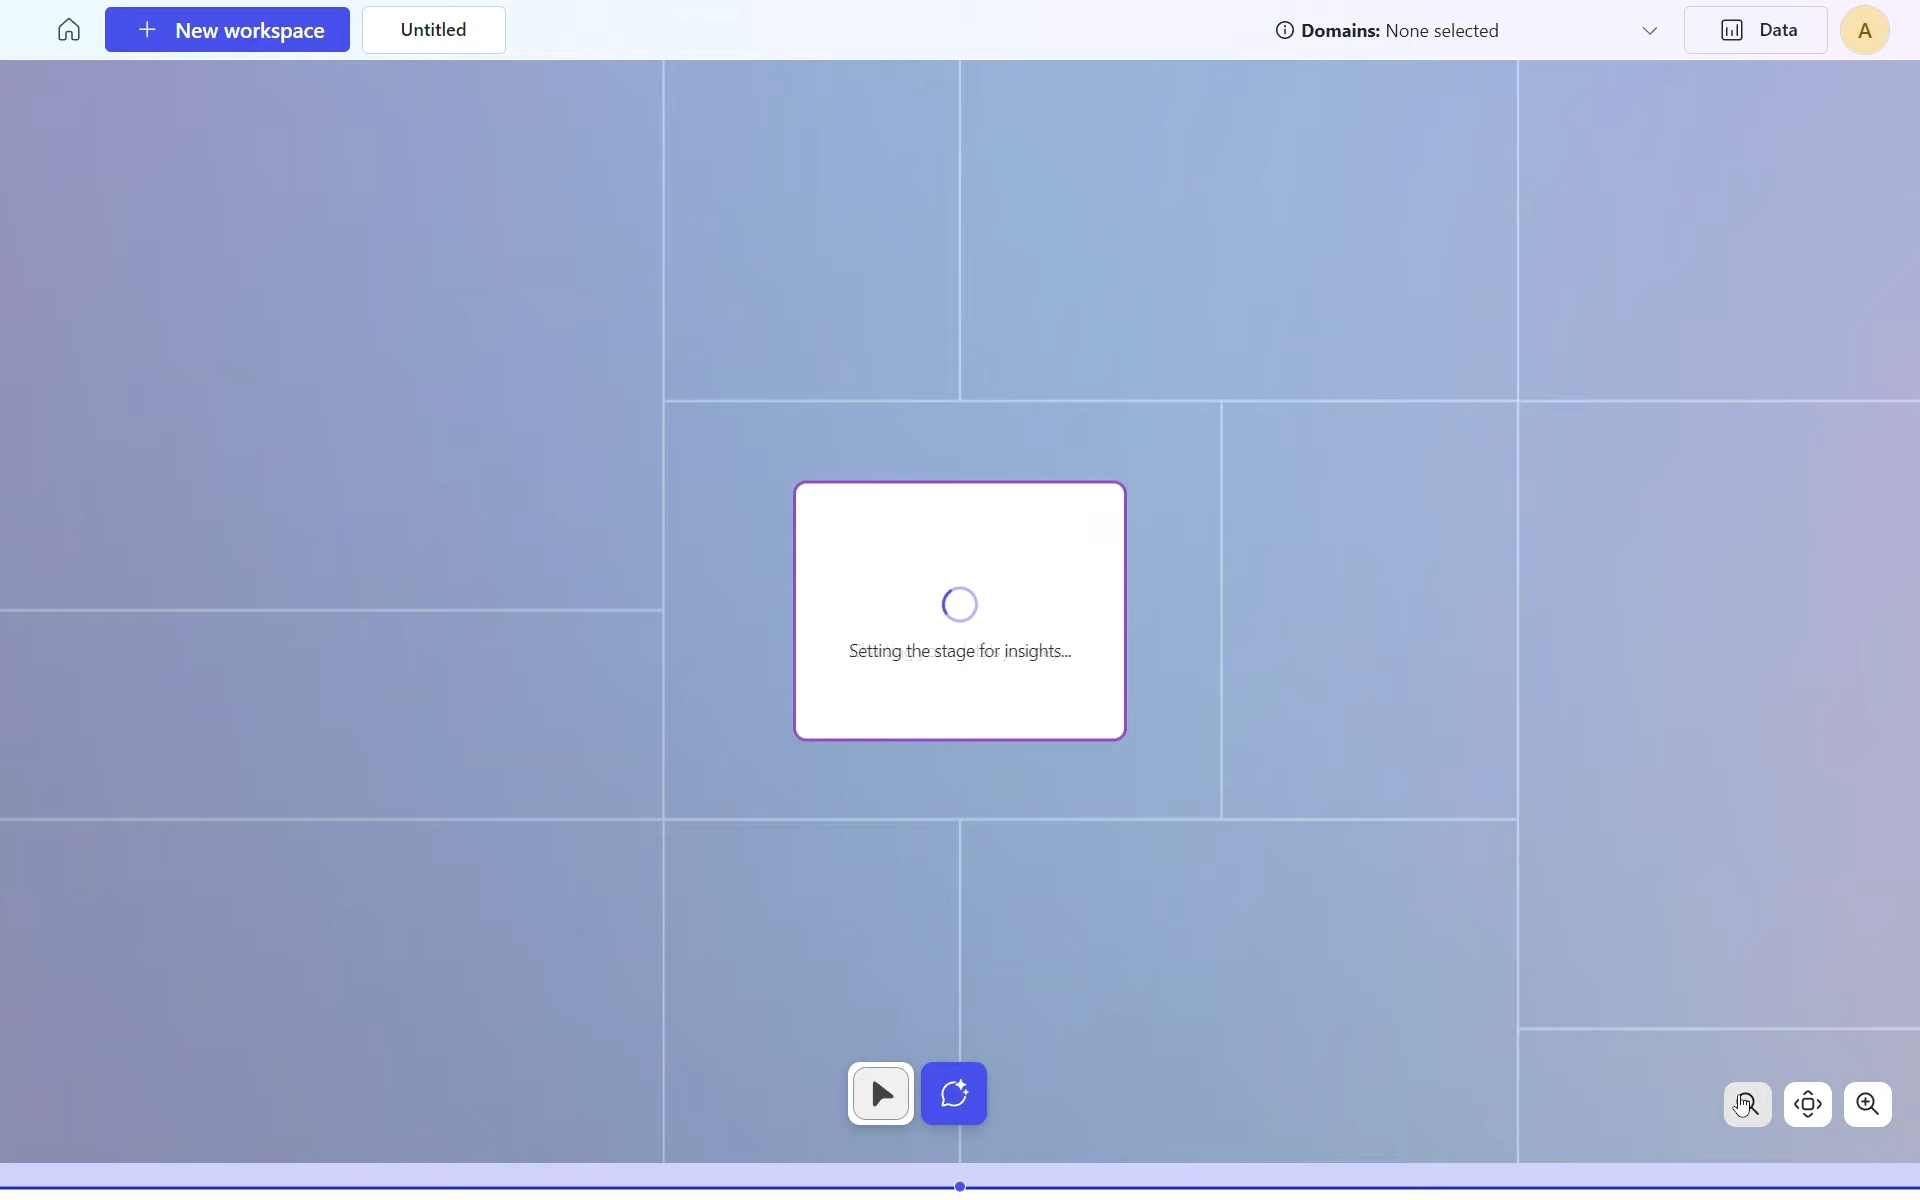 New workspace
Untitled
Domains: None selected
Data
A
Setting the stage for insights...